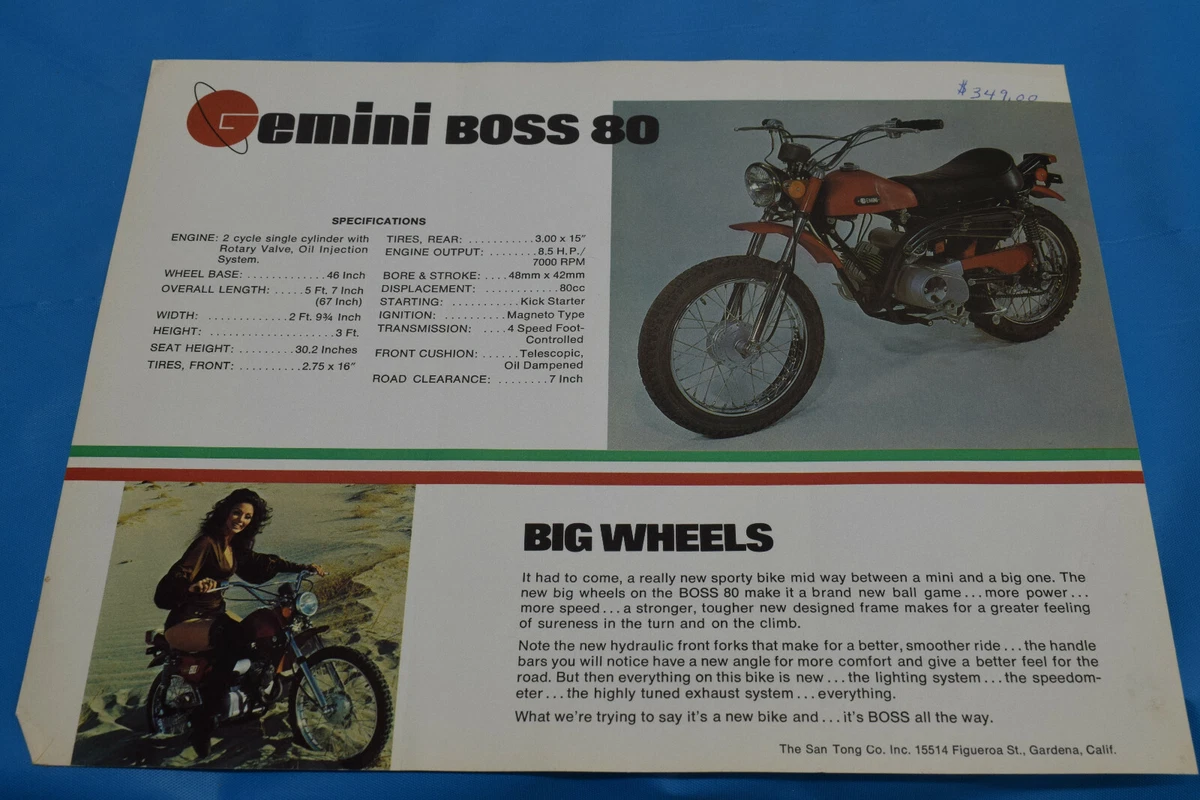 $349.00
Gemini BOSS 80
SPECIFICATIONS
ENGINE: 2 cycle single cylinder with
Rotary Valve, Oil Injection
System.
WHEEL BASE: ............46 Inch
OVERALL LENGTH: .....5 Ft. 7 Inch
(67 Inch)
WIDTH: ............2 Ft. 9¾ Inch
HEIGHT: ....................3 Ft.
SEAT HEIGHT: .........30.2 Inches
TIRES, FRONT: ..........2.75 x 16"
TIRES, REAR: ...........3.00 x 15"
ENGINE OUTPUT: ........8.5 H.P./
7000 RPM
BORE & STROKE: ....48mm x 42mm
DISPLACEMENT: ............80cc
STARTING: ...........Kick Starter
IGNITION: .........Magneto Type
TRANSMISSION: ....4 Speed Foot-
Controlled
FRONT CUSHION: ......Telescopic,
Oil Dampened
ROAD CLEARANCE: ........7 Inch
GEMINI
BIG WHEELS
It had to come, a really new sporty bike mid way between a mini and a big one. The
new big wheels on the BOSS 80 make it a brand new ball game...more power...
more speed...a stronger, tougher new designed frame makes for a greater feeling
of sureness in the turn and on the climb.
Note the new hydraulic front forks that make for a better, smoother ride...the handle
bars you will notice have a new angle for more comfort and give a better feel for the
road. But then everything on this bike is new...the lighting system...the speedom-
eter...the highly tuned exhaust system...everything.
What we're trying to say it's a new bike and...it's BOSS all the way.
The San Tong Co. Inc. 15514 Figueroa St., Gardena, Calif.